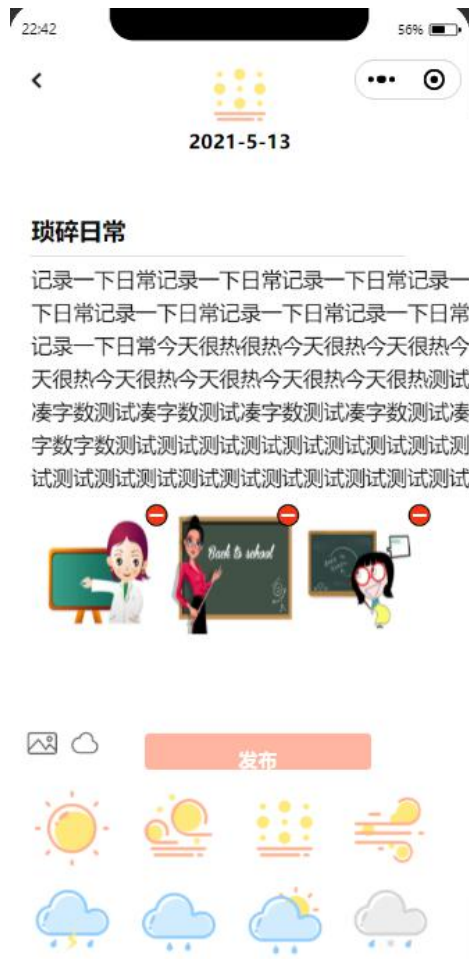 22:42
56%
2021-5-13
琐碎日常
记录一下日常记录一下日常记录一下日常记录一
下日常记录一下日常记录一下日常记录一下日常
记录一下日常今天很热很热今天很热今天很热今
天很热今天很热今天很热今天很热今天很热测试
凑字数测试凑字数测试凑字数测试凑字数测试凑
字数字数测试测试测试测试测试测试测试测试测
试测试测试测试测试测试测试测试测试测试测试
Back to school
发布